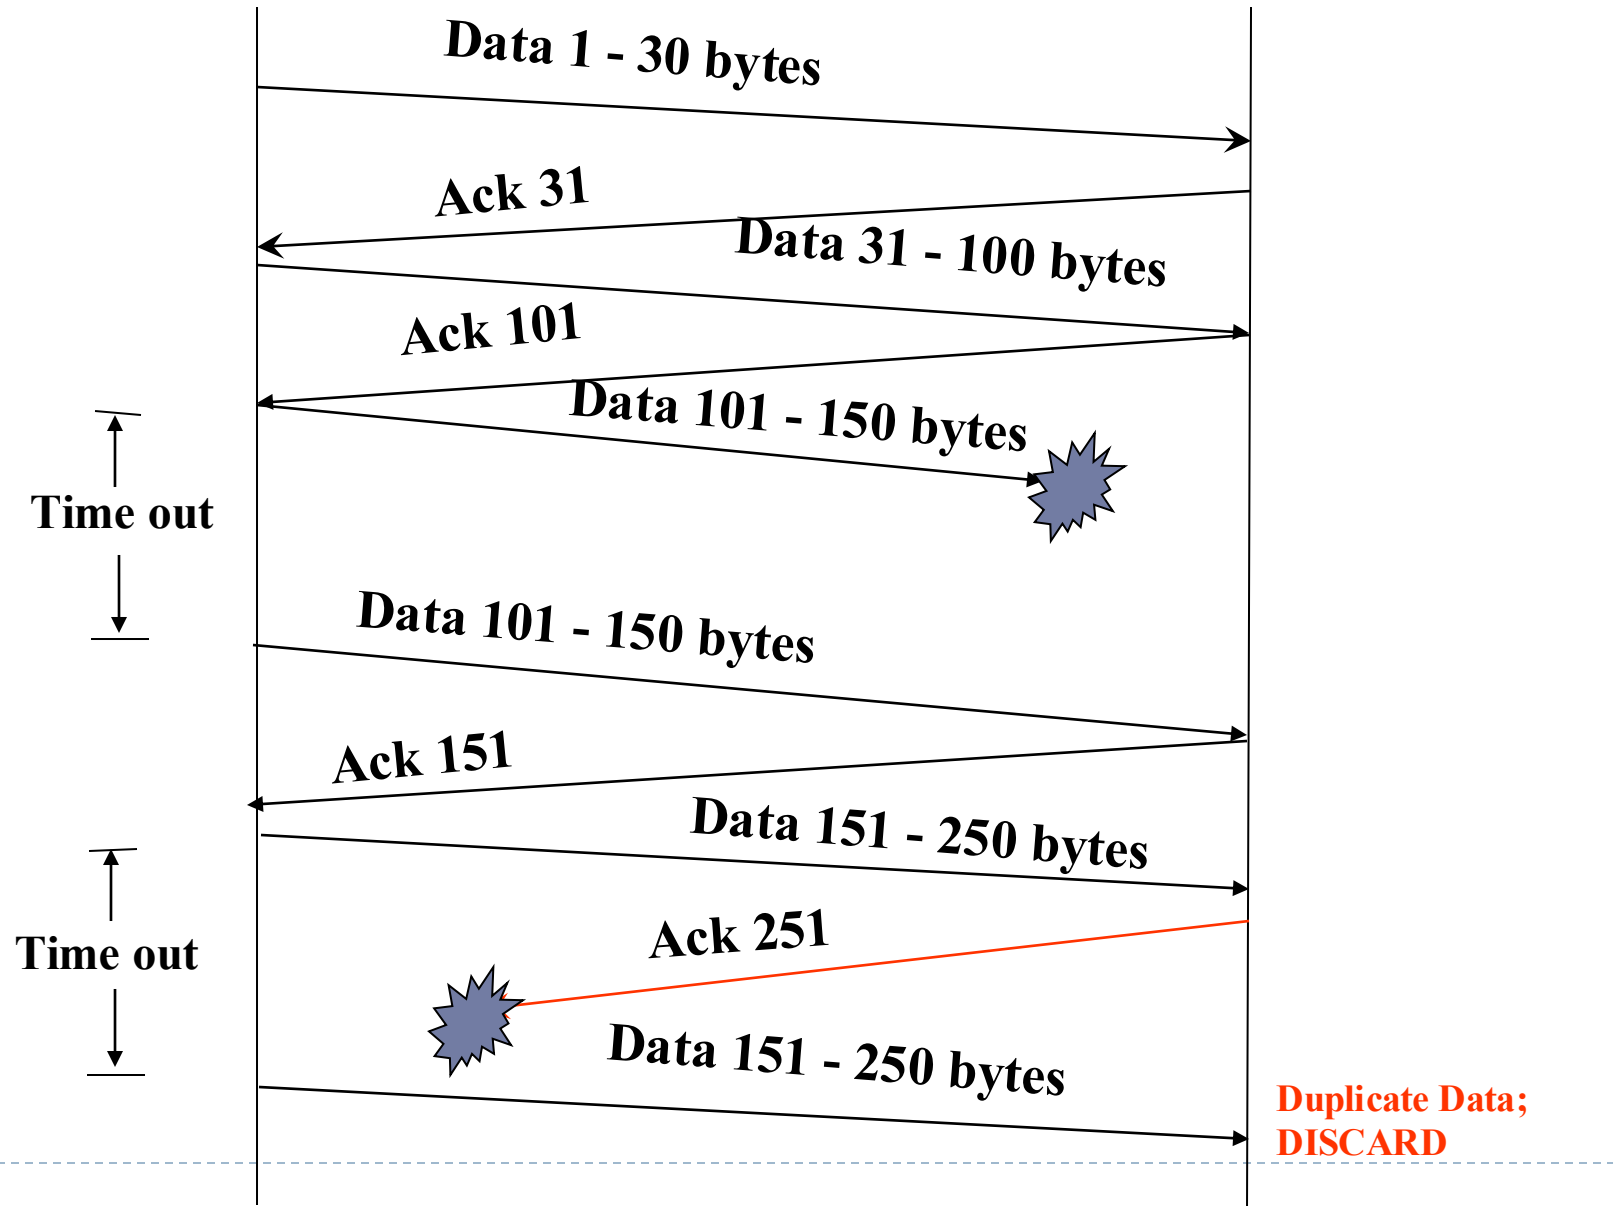 Data 1 - 30 bytes
Ack 31
Data 31 - 100 bytes
Ack 101
Data 101 - 150 bytes
Time out
Data 101 - 150 bytes
Ack 151
Data 151 - 250 bytes
Ack 251
Time out
Data 151 - 250 bytes
Duplicate Data;
DISCARD